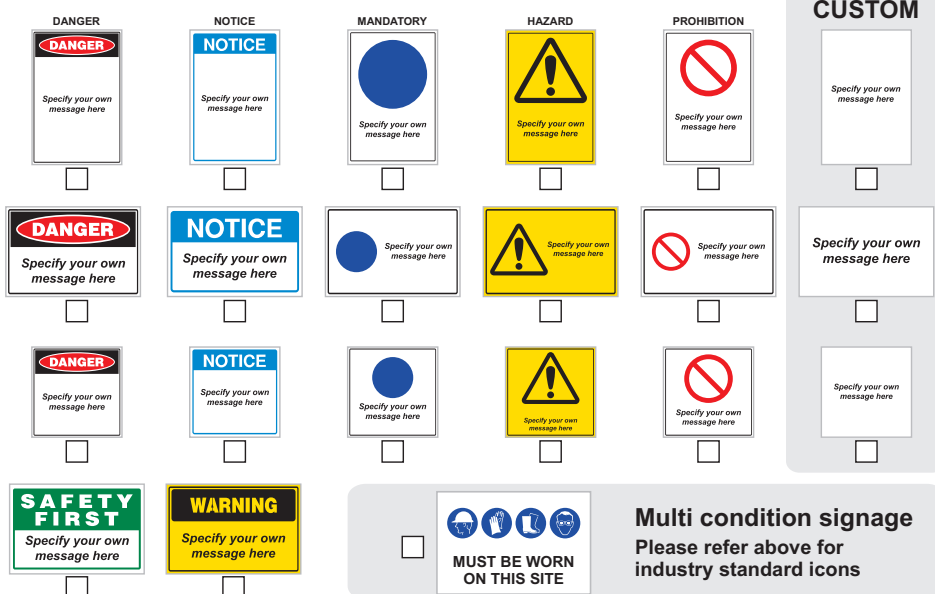 DANGER NOTICE MANDATORY HAZARD PROHIBITION CUSTOM
DANGER
Specify your own
message here
NOTICE
Specify your own
message here
Specify your own
message here
Specify your own
message here
Specify your own
message here
Specify your own
message here
DANGER
Specify your own
message here
NOTICE
Specify your own
message here
Specify your own
message here
Specify your own
message here
Specify your own
message here
Specify your own
message here
DANGER
Specify your own
message here
NOTICE
Specify your own
message here
Specify your own
message here
Specify your own
message here
Specify your own
message here
Specify your own
message here
SAFETY
FIRST
Specify your own
message here
WARNING
Specify your own
message here
MUST BE WORN
ON THIS SITE
Multi condition signage
Please refer above for
industry standard icons